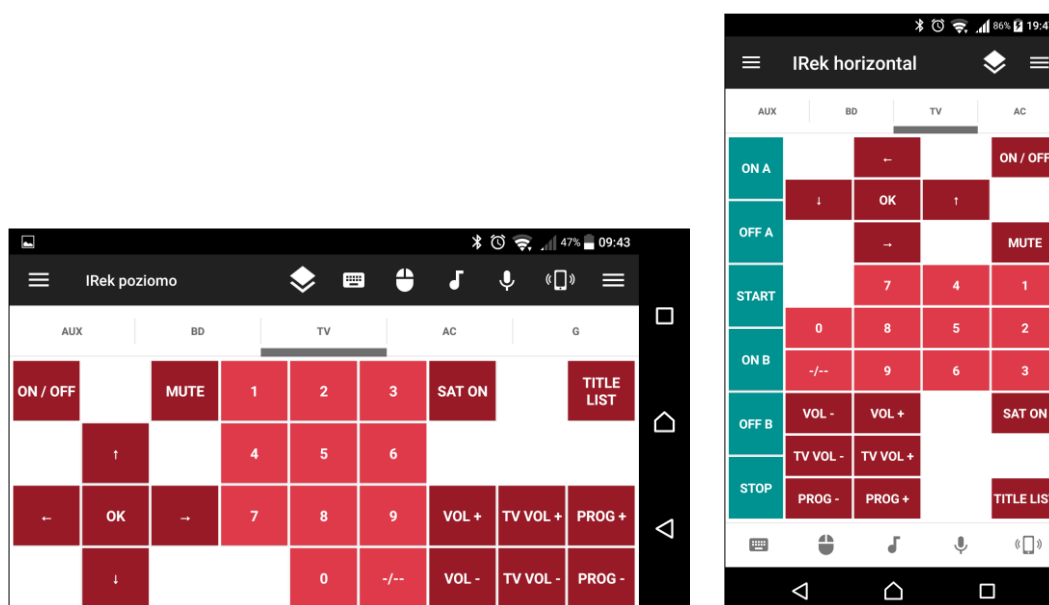 47% 09:43
IRek poziomo
AUX BD TV AC G
ON / OFF MUTE 1 2 3 SAT ON TITLE
LIST
↑ 4 5 6
← OK → 7 8 9 VOL + TV VOL + PROG +
↓ 0 -/-- VOL - TV VOL - PROG -
86% 19:4
IRek horizontal
AUX BD TV AC
ON A ← ON / OFF
↓ OK ↑
OFF A → MUTE
START 7 4 1
0 8 5 2
ON B -/-- 9 6 3
OFF B VOL - VOL + SAT ON
TV VOL - TV VOL +
STOP PROG - PROG + TITLE LIS